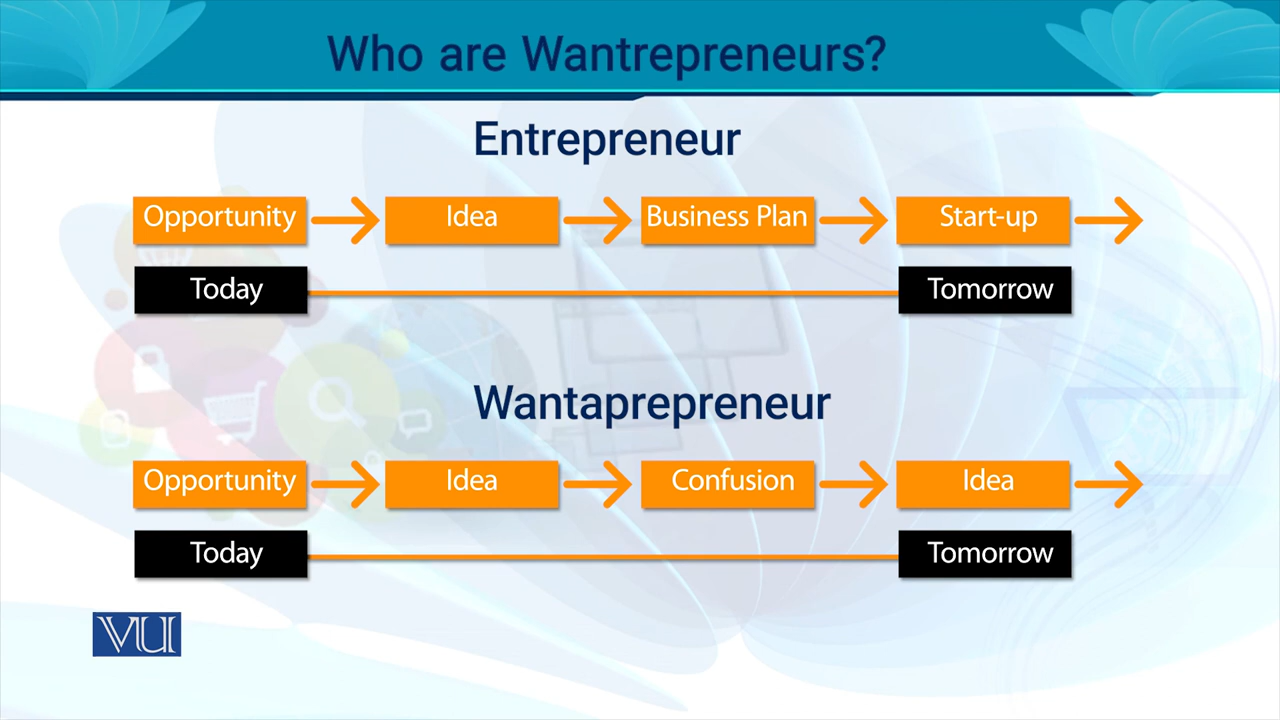 Who are Wantrepreneurs?
Entrepreneur
Opportunity Idea Business Plan Start-up
Today Tomorrow
Wantaprepreneur
Opportunity Idea Confusion Idea
Today Tomorrow
VU